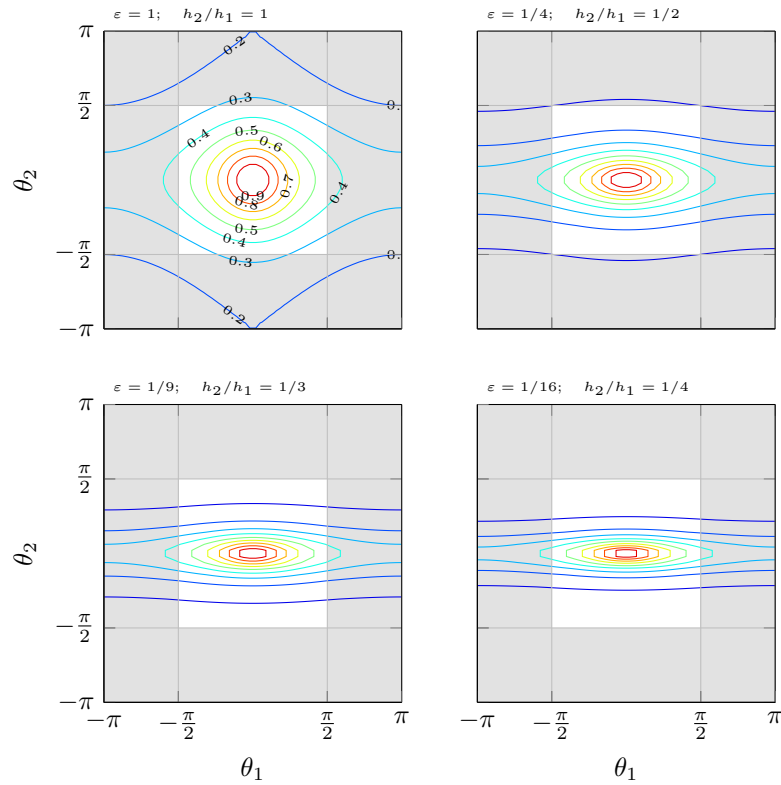 ε = 1; h₂/h₁ = 1
ε = 1/4; h₂/h₁ = 1/2
π
π/2
−π/2
−π
θ₂
0.2
0.3
0.4
0.5
0.6
0.7
0.9
0.8
0.4
0.5
0.4
0.3
0.2
0.
0.
ε = 1/9; h₂/h₁ = 1/3
ε = 1/16; h₂/h₁ = 1/4
π
π/2
−π/2
−π
θ₂
−π
−π/2
π/2
π
−π
−π/2
π/2
π
θ₁
θ₁